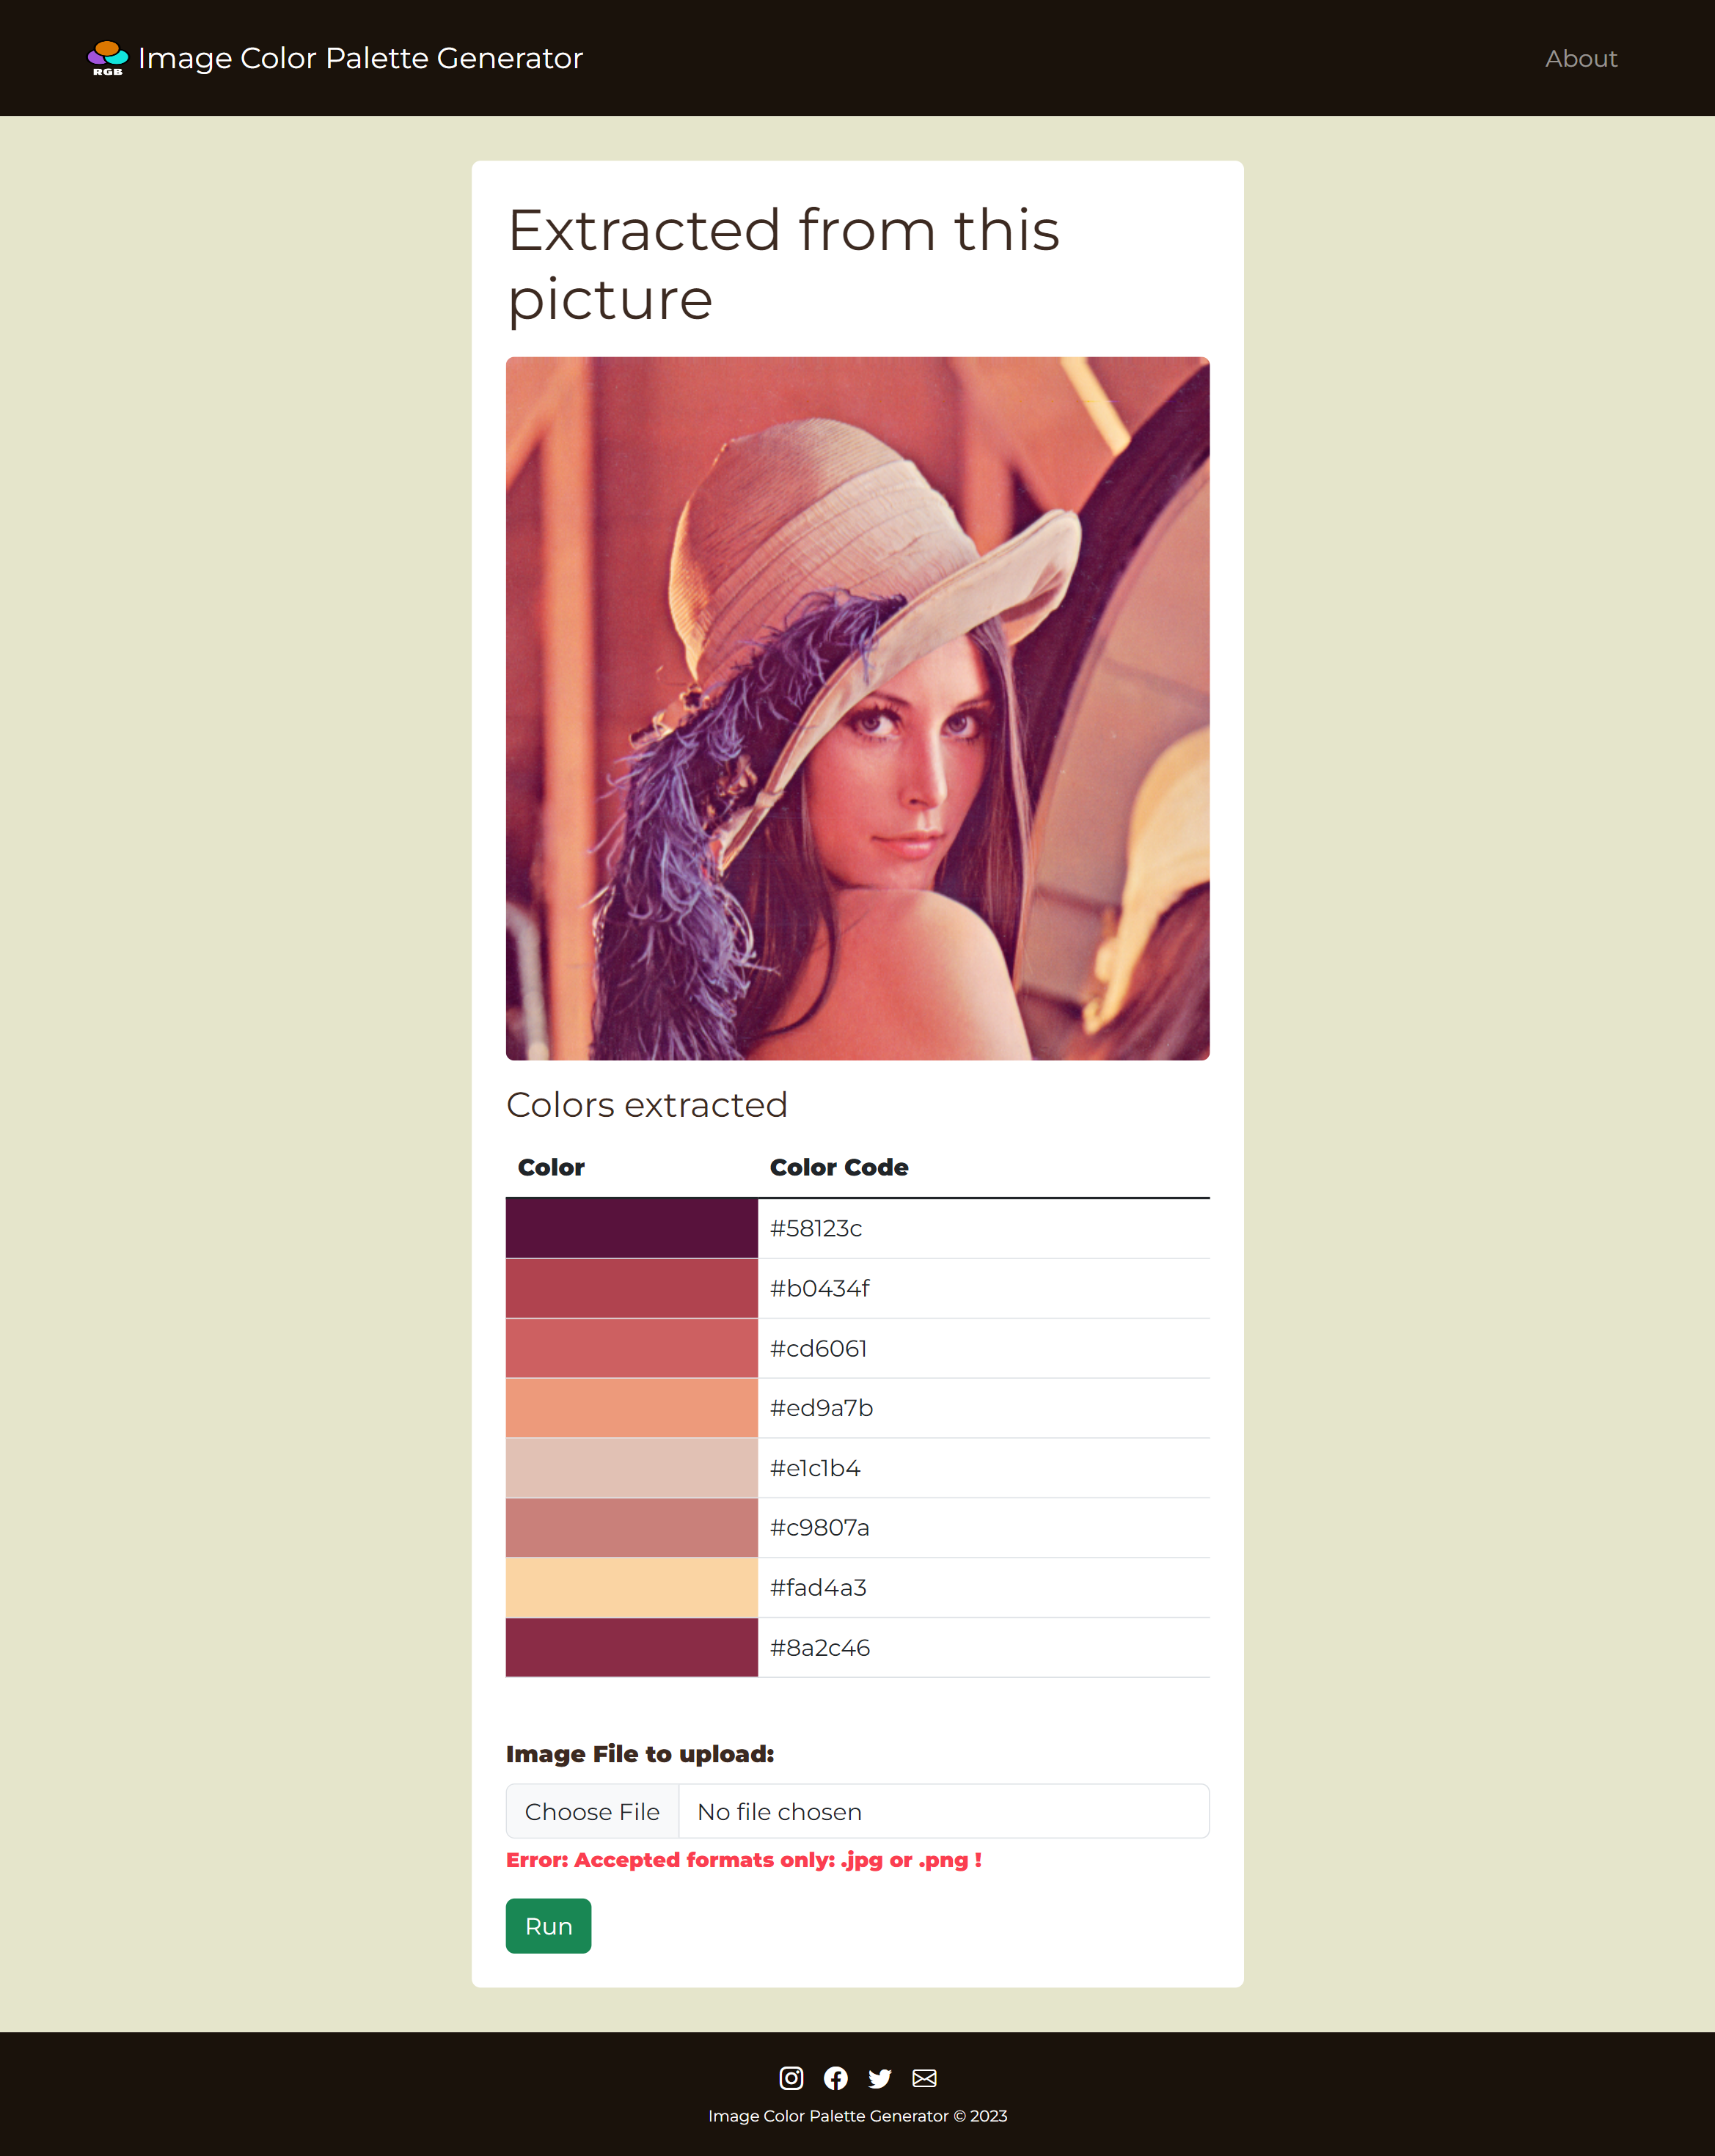 RGB
Image Color Palette Generator
About
Extracted from this
picture
Colors extracted
Color Color Code
#58123c
#b0434f
#cd6061
#ed9a7b
#e1c1b4
#c9807a
#fad4a3
#8a2c46
Image File to upload:
Choose File No file chosen
Error: Accepted formats only: .jpg or .png !
Run
Image Color Palette Generator © 2023